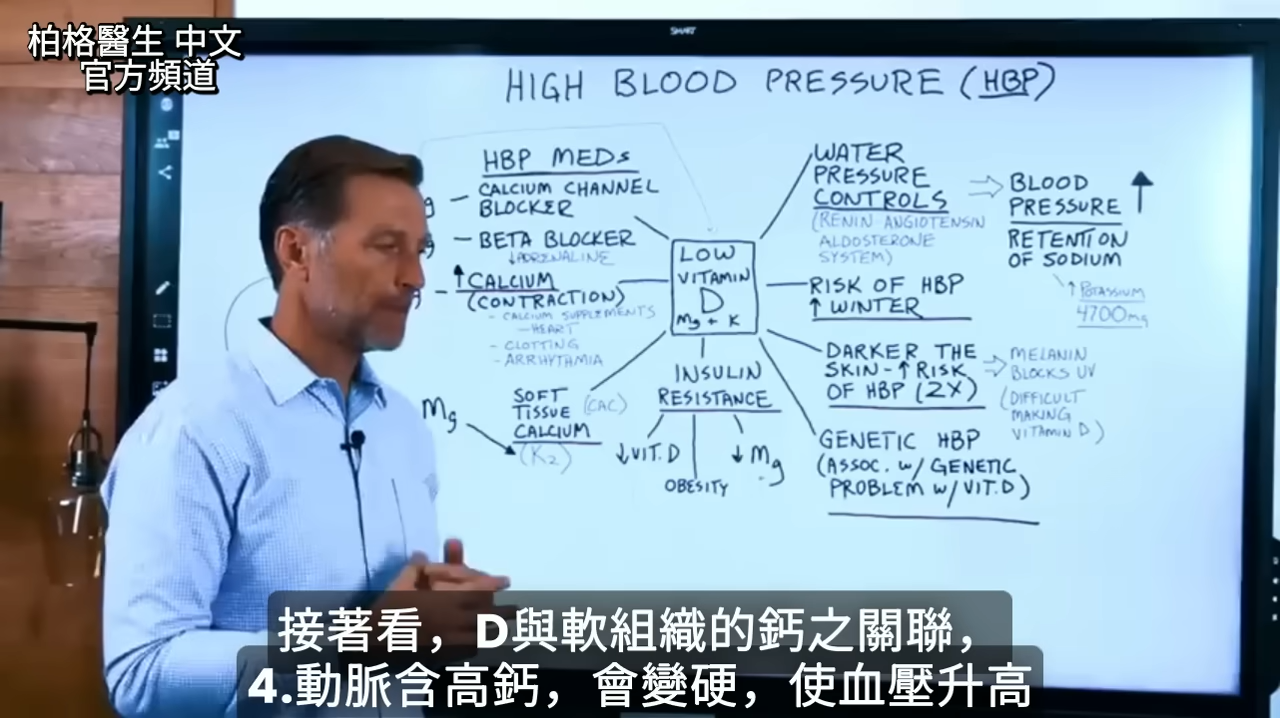 柏格醫生 中文
官方頻道
SMART
HIGH BLOOD PRESSURE (HBP)
HBP MEDs
- CALCIUM CHANNEL
BLOCKER
- BETA BLOCKER
↓ADRENALINE
- ↑CALCIUM
(CONTRACTION)
- CALCIUM SUPPLEMENTS
- HEART
- CLOTTING
- ARRHYTHMIA
Mg
SOFT
TISSUE (CAC)
CALCIUM
(K2)
LOW
VITAMIN
D
Mg + K
INSULIN
RESISTANCE
↓VIT. D
↓ Mg
OBESITY
WATER
PRESSURE
CONTROLS
(RENIN-ANGIOTENSIN
ALDOSTERONE
SYSTEM)
BLOOD
PRESSURE ↑
RETENTION
OF SODIUM
↑ POTASSIUM
4700mg
RISK OF HBP
↑ WINTER
DARKER THE
SKIN - ↑ RISK
OF HBP (2X)
MELANIN
BLOCKS UV
(DIFFICULT
MAKING
VITAMIN D)
GENETIC HBP
(ASSOC. w/ GENETIC
PROBLEM w/ VIT. D)
接著看，D與軟組織的鈣之關聯，
4.動脈含高鈣，會變硬，使血壓升高